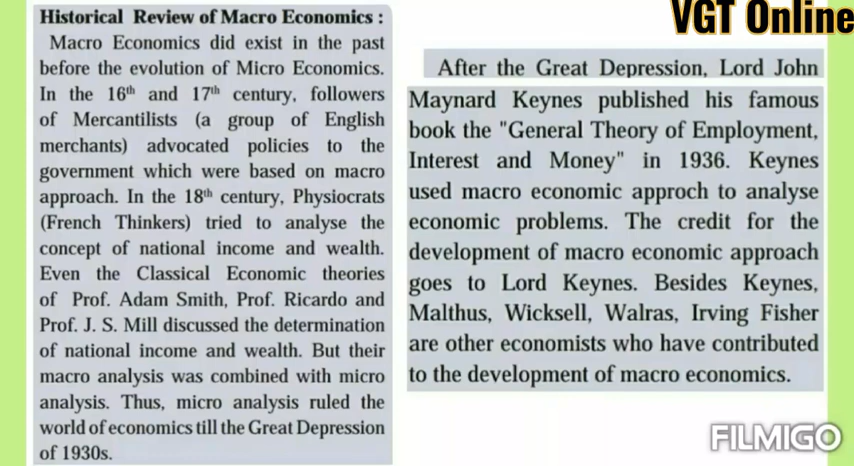 Historical Review of Macro Economics :
Macro Economics did exist in the past
before the evolution of Micro Economics.
In the 16th and 17th century, followers
of Mercantilists (a group of English
merchants) advocated policies to the
government which were based on macro
approach. In the 18th century, Physiocrats
(French Thinkers) tried to analyse the
concept of national income and wealth.
Even the Classical Economic theories
of Prof. Adam Smith, Prof. Ricardo and
Prof. J. S. Mill discussed the determination
of national income and wealth. But their
macro analysis was combined with micro
analysis. Thus, micro analysis ruled the
world of economics till the Great Depression
of 1930s.
VGT Online
After the Great Depression, Lord John
Maynard Keynes published his famous
book the "General Theory of Employment,
Interest and Money" in 1936. Keynes
used macro economic approch to analyse
economic problems. The credit for the
development of macro economic approach
goes to Lord Keynes. Besides Keynes,
Malthus, Wicksell, Walras, Irving Fisher
are other economists who have contributed
to the development of macro economics.
FILMIGO